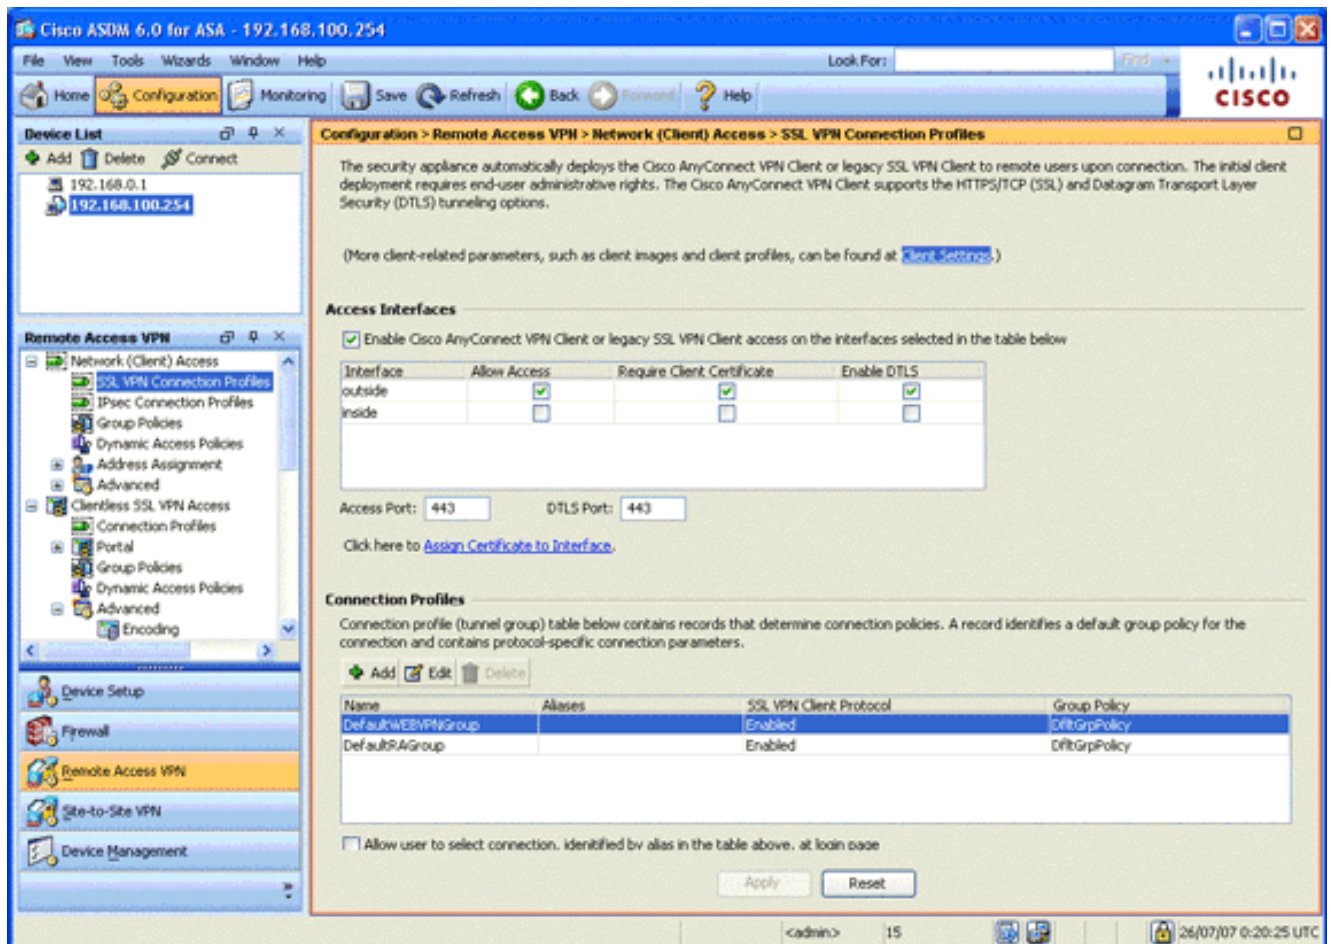 Cisco ASDM 6.0 for ASA - 192.168.100.254
File View Tools Wizards Window Help
Look For: Find
Home Configuration Monitoring Save Refresh Back Forward Help
CISCO
Device List
Add Delete Connect
192.168.0.1
192.168.100.254
Remote Access VPN
Network (Client) Access
SSL VPN Connection Profiles
IPsec Connection Profiles
Group Policies
Dynamic Access Policies
Address Assignment
Advanced
Clientless SSL VPN Access
Connection Profiles
Portal
Group Policies
Dynamic Access Policies
Advanced
Encoding
Device Setup
Firewall
Remote Access VPN
Site-to-Site VPN
Device Management
Configuration > Remote Access VPN > Network (Client) Access > SSL VPN Connection Profiles
The security appliance automatically deploys the Cisco AnyConnect VPN Client or legacy SSL VPN Client to remote users upon connection. The initial client
deployment requires end-user administrative rights. The Cisco AnyConnect VPN Client supports the HTTPS/TCP (SSL) and Datagram Transport Layer
Security (DTLS) tunneling options.
(More client-related parameters, such as client images and client profiles, can be found at Client Settings.)
Access Interfaces
Enable Cisco AnyConnect VPN Client or legacy SSL VPN Client access on the interfaces selected in the table below
Interface Allow Access Require Client Certificate Enable DTLS
outside
inside
Access Port: 443 DTLS Port: 443
Click here to Assign Certificate to Interface.
Connection Profiles
Connection profile (tunnel group) table below contains records that determine connection policies. A record identifies a default group policy for the
connection and contains protocol-specific connection parameters.
Add Edit Delete
Name Aliases SSL VPN Client Protocol Group Policy
DefaultWEBVPNGroup Enabled DfltGrpPolicy
DefaultRAGroup Enabled DfltGrpPolicy
Allow user to select connection, identified by alias in the table above, at login page
Apply Reset
<admin> 15 26/07/07 0:20:25 UTC